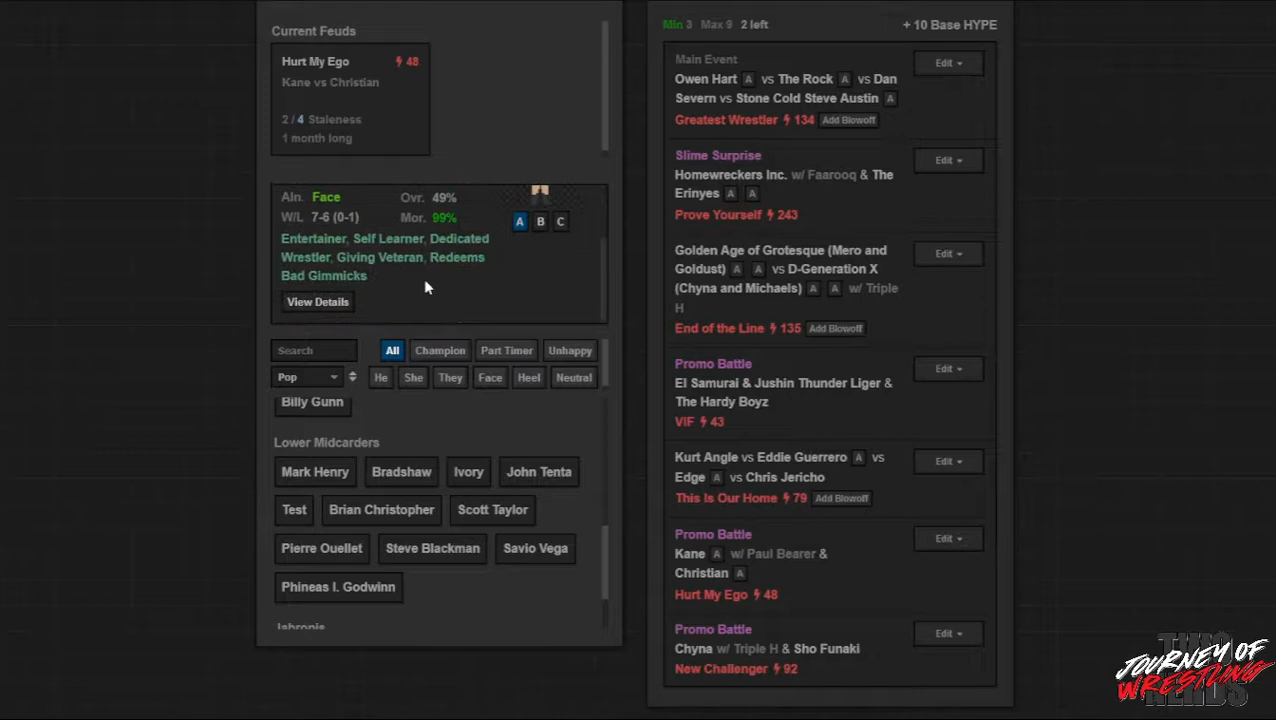 Current Feuds
Hurt My Ego 48
Kane vs Christian
2 / 4 Staleness
1 month long
Aln. Face Ovr. 49%
W/L 7-6 (0-1) Mor. 99%
A B C
Entertainer, Self Learner, Dedicated
Wrestler, Giving Veteran, Redeems
Bad Gimmicks
View Details
Search All Champion Part Timer Unhappy
Pop He She They Face Heel Neutral
Billy Gunn
Lower Midcarders
Mark Henry Bradshaw Ivory John Tenta
Test Brian Christopher Scott Taylor
Pierre Ouellet Steve Blackman Savio Vega
Phineas I. Godwinn
Jabronis
Min 3 Max 9 2 left + 10 Base HYPE
Main Event Edit
Owen Hart A vs The Rock A vs Dan
Severn vs Stone Cold Steve Austin A
Greatest Wrestler 134 Add Blowoff
Slime Surprise Edit
Homewreckers Inc. w/ Faarooq & The
Erinyes A A
Prove Yourself 243
Golden Age of Grotesque (Mero and Edit
Goldust) A A vs D-Generation X
(Chyna and Michaels) A A w/ Triple
H
End of the Line 135 Add Blowoff
Promo Battle Edit
El Samurai & Jushin Thunder Liger &
The Hardy Boyz
VIF 43
Kurt Angle vs Eddie Guerrero A vs Edit
Edge A vs Chris Jericho
This Is Our Home 79 Add Blowoff
Promo Battle Edit
Kane A w/ Paul Bearer &
Christian A
Hurt My Ego 48
Promo Battle Edit
Chyna w/ Triple H & Sho Funaki
New Challenger 92
JOURNEY OF
WRESTLING
NERDS